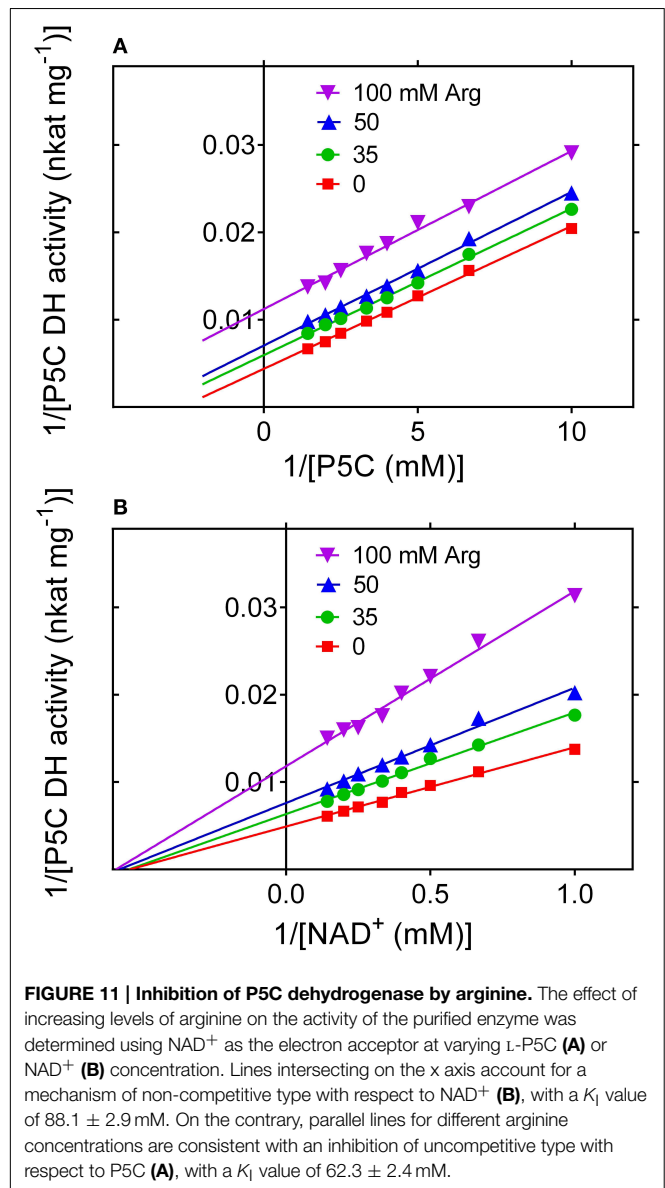 A
1/[P5C DH activity (nkat mg⁻¹)]
0.03
0.02
0.01
100 mM Arg
50
35
0
0
5
10
1/[P5C (mM)]
B
1/[P5C DH activity (nkat mg⁻¹)]
0.03
0.02
0.01
100 mM Arg
50
35
0
0.0
0.5
1.0
1/[NAD⁺ (mM)]
FIGURE 11 | Inhibition of P5C dehydrogenase by arginine. The effect of
increasing levels of arginine on the activity of the purified enzyme was
determined using NAD⁺ as the electron acceptor at varying L-P5C (A) or
NAD⁺ (B) concentration. Lines intersecting on the x axis account for a
mechanism of non-competitive type with respect to NAD⁺ (B), with a K_I value
of 88.1 ± 2.9 mM. On the contrary, parallel lines for different arginine
concentrations are consistent with an inhibition of uncompetitive type with
respect to P5C (A), with a K_I value of 62.3 ± 2.4 mM.